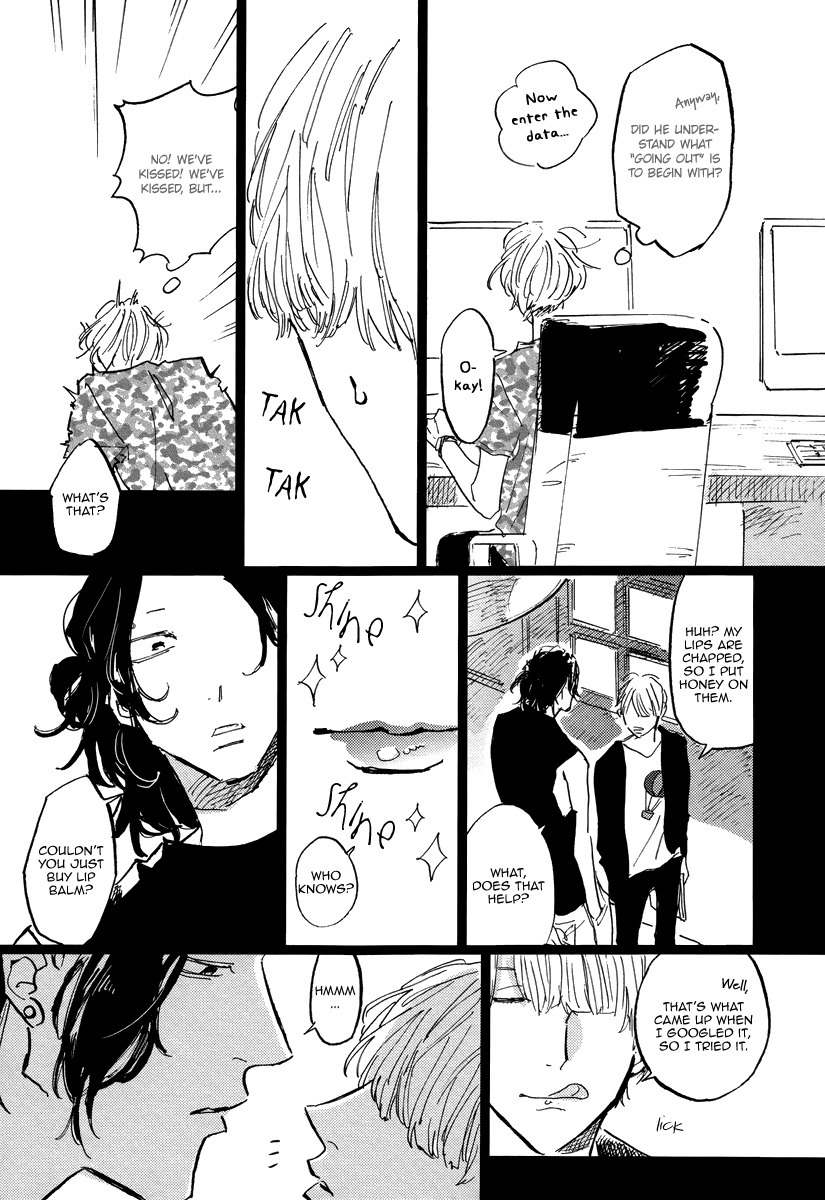 Anyway,
DID HE UNDER-
STAND WHAT
"GOING OUT" IS
TO BEGIN WITH?
Now
enter the
data...
O-
kay!
TAK
TAK
NO! WE'VE
KISSED! WE'VE
KISSED, BUT...
WHAT'S
THAT?
HUH? MY
LIPS ARE
CHAPPED,
SO I PUT
HONEY ON
THEM.
WHAT,
DOES THAT
HELP?
Shine
Shine
WHO
KNOWS?
COULDN'T
YOU JUST
BUY LIP
BALM?
Well,
THAT'S WHAT
CAME UP WHEN
I GOOGLED IT,
SO I TRIED IT.
lick
HMMM
...